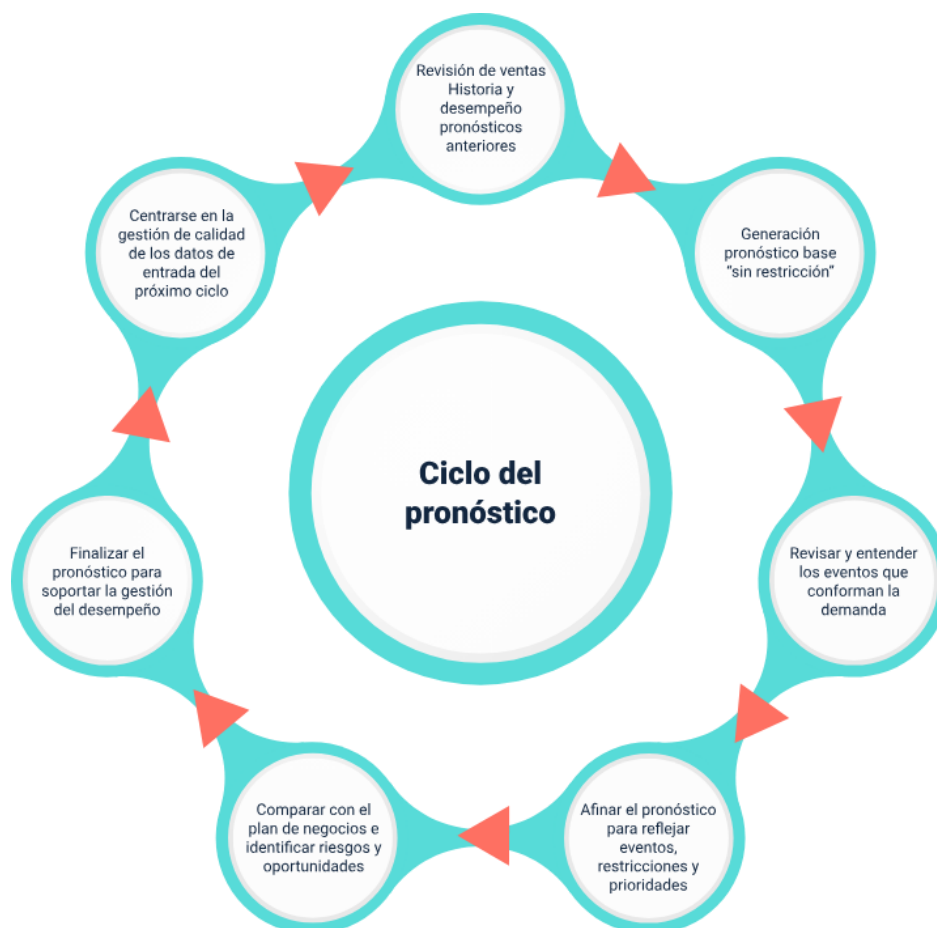 Revisión de ventas
Historia y
desempeño
pronósticos
anteriores
Generación
pronóstico base
“sin restricción”
Revisar y entender
los eventos que
conforman la
demanda
Afinar el pronóstico
para reflejar
eventos,
restricciones y
prioridades
Comparar con el
plan de negocios e
identificar riesgos y
oportunidades
Finalizar el
pronóstico para
soportar la gestión
del desempeño
Centrarse en la
gestión de calidad
de los datos de
entrada del
próximo ciclo
Ciclo del
pronóstico